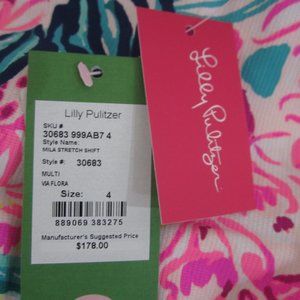 Lilly Pulitzer
SKU #
30683 999AB7 4
Style Name:
MILA STRETCH SHIFT
Style #: 30683
MULTI
VIA FLORA
Size: 4
889069 383275
Manufacturer's Suggested Price
$178.00
Lilly Pulitzer